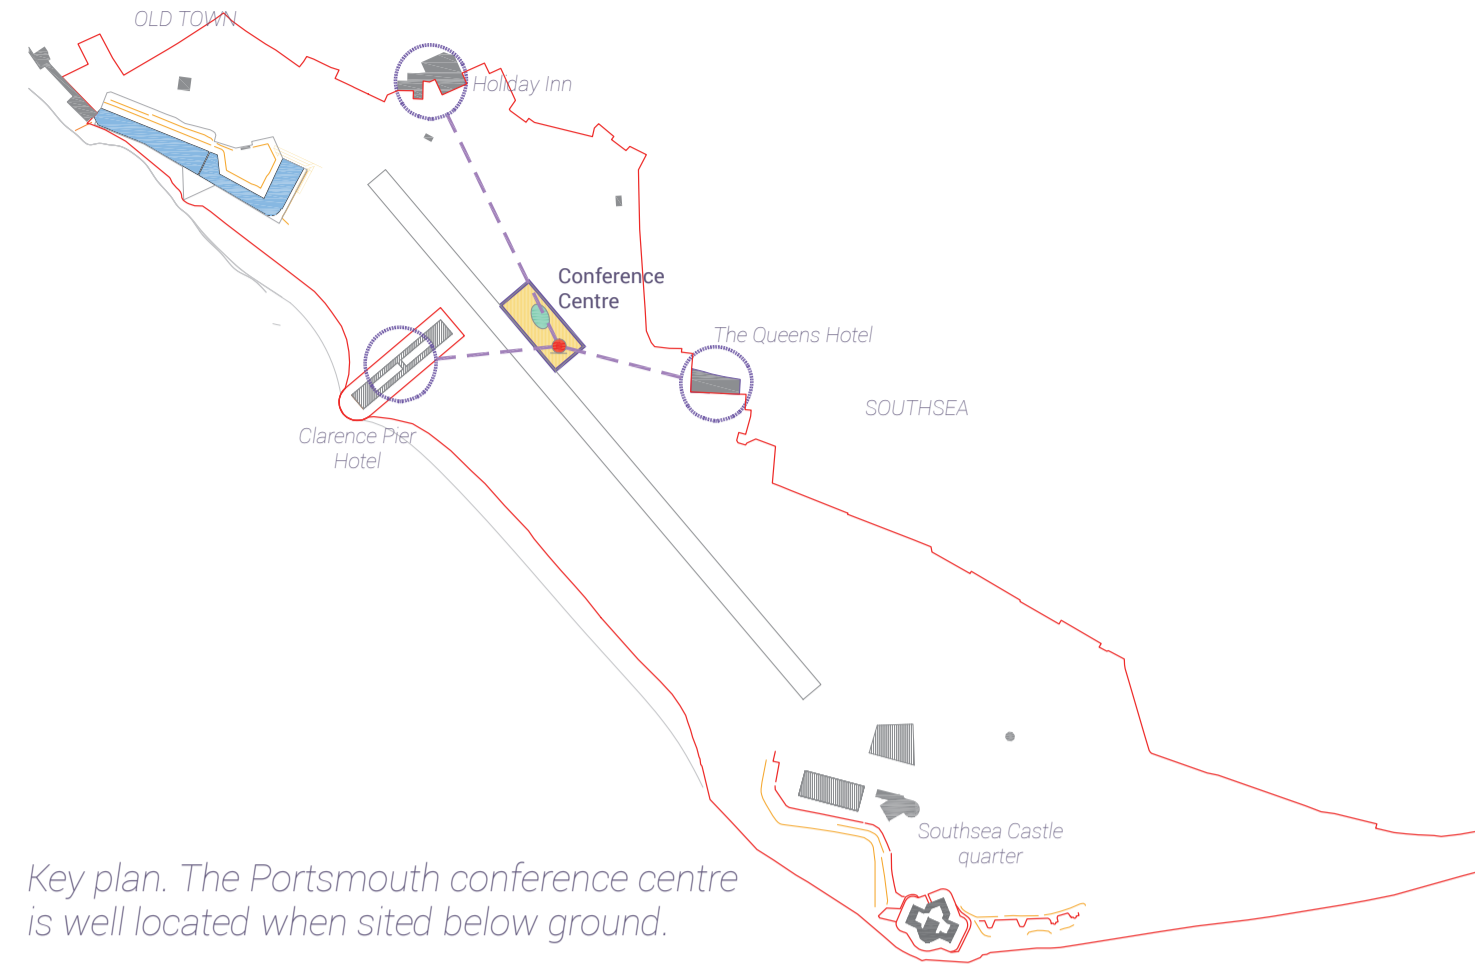 OLD TOWN
Holiday Inn
Conference
Centre
The Queens Hotel
SOUTHSEA
Clarence Pier
Hotel
Southsea Castle
quarter
Key plan. The Portsmouth conference centre
is well located when sited below ground.